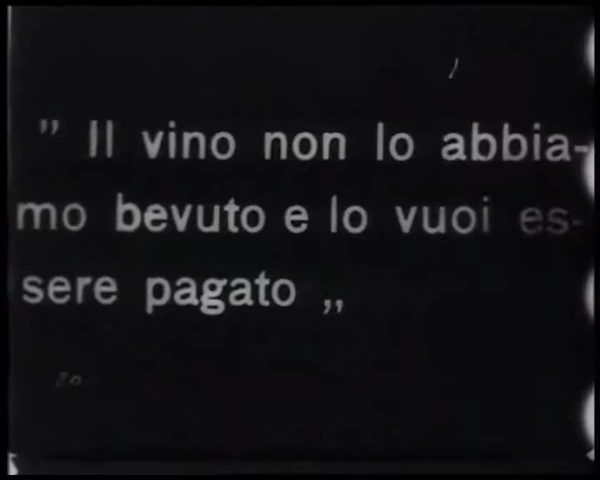 " Il vino non lo abbia-
mo bevuto e lo vuoi es-
sere pagato „